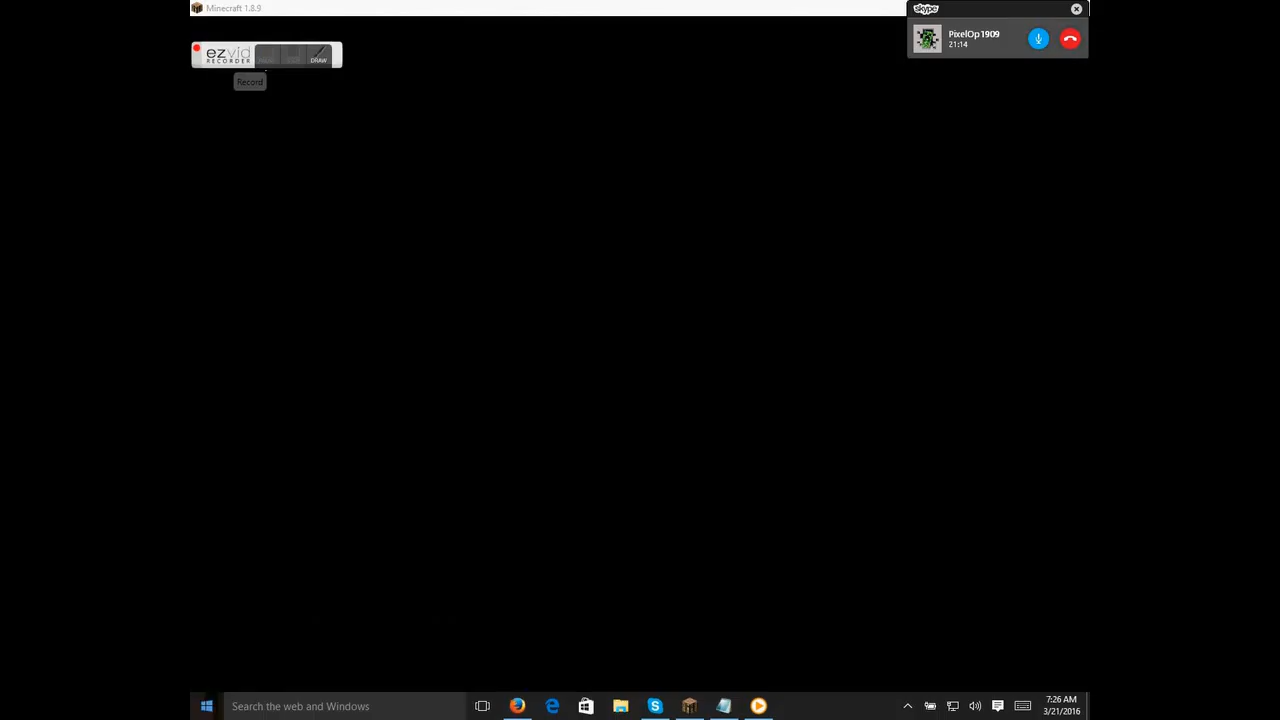 Minecraft 1.8.9
skype
PixelOp1909
21:14
ezvid
RECORDER
DRAW
Record
Search the web and Windows
7:26 AM
3/21/2016